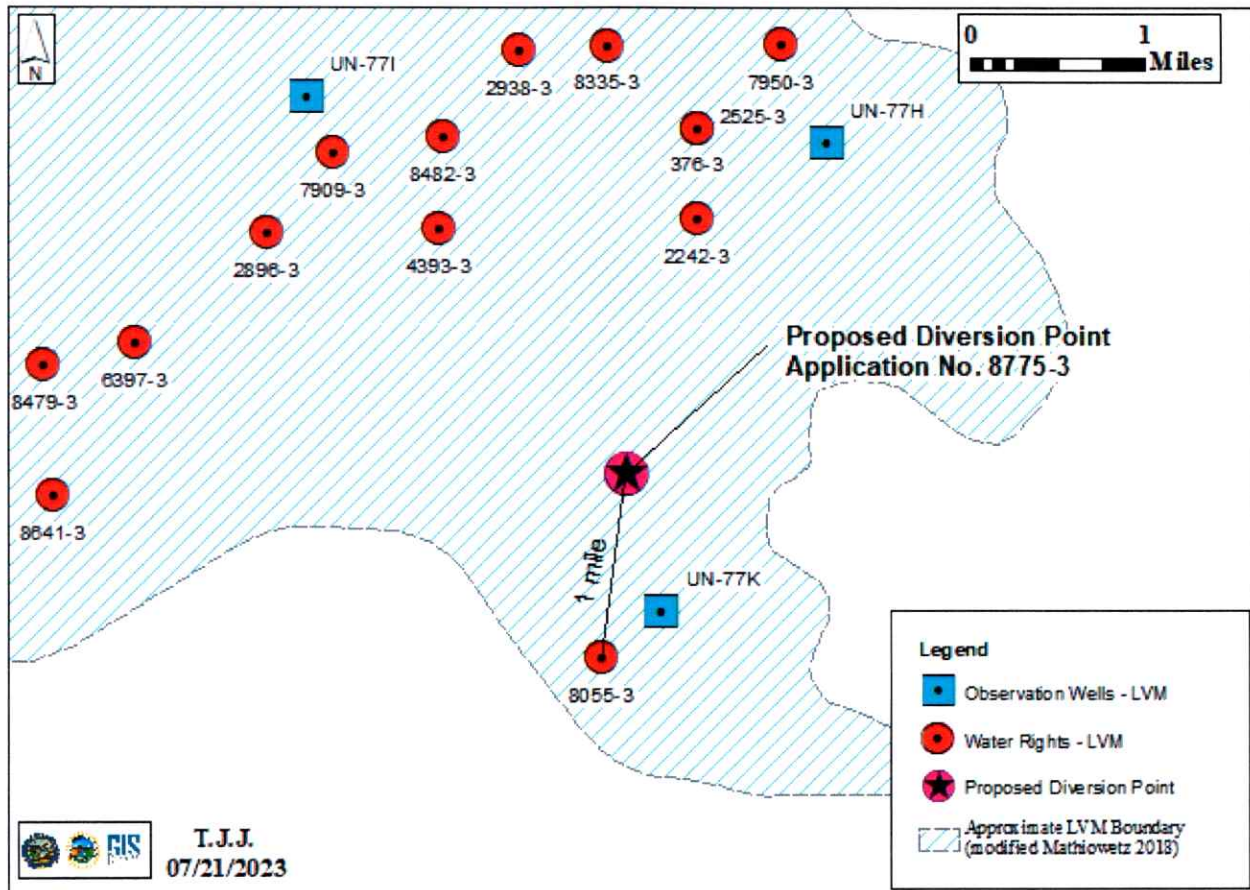 N
UN-77I
2938-3
8335-3
7950-3
2525-3
0 1
Miles
UN-77H
7909-3
8482-3
376-3
2896-3
4393-3
2242-3
Proposed Diversion Point
Application No. 8775-3
8479-3
6397-3
8641-3
1 mile
UN-77K
8055-3
Legend
Observation Wells - LVM
Water Rights - LVM
Proposed Diversion Point
Approximate LVM Boundary
(modified Mathiowetz 2018)
GIS
T.J.J.
07/21/2023